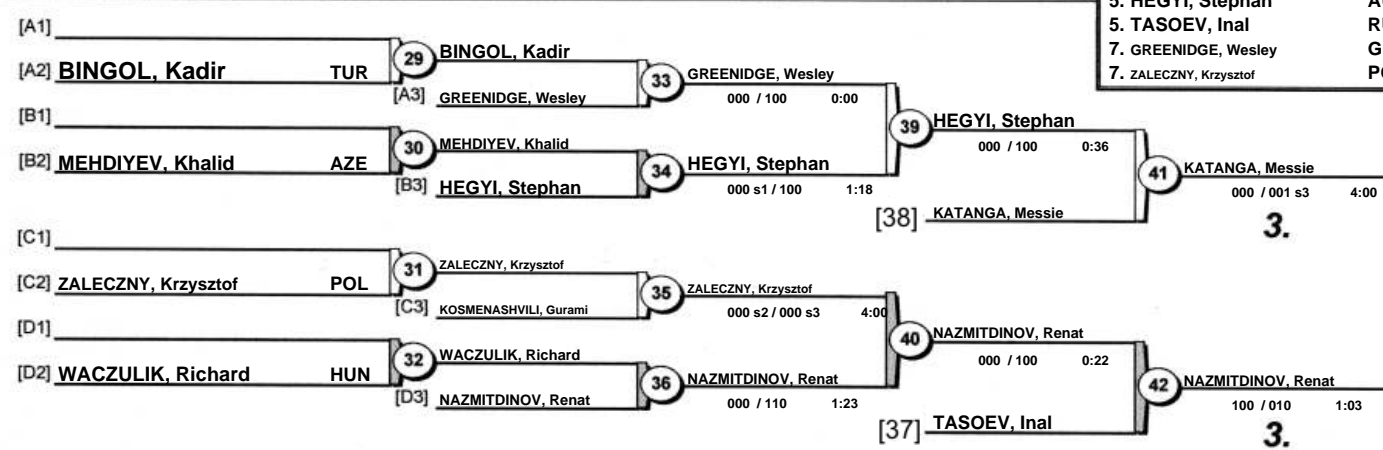 5. HEGYI, Stephan
5. TASOEV, Inal
7. GREENIDGE, Wesley
7. ZALECZNY, Krzysztof
[A1]
[A2] BINGOL, Kadir TUR
29
BINGOL, Kadir
[A3] GREENIDGE, Wesley
33
GREENIDGE, Wesley
000 / 100 0:00
[B1]
[B2] MEHDIYEV, Khalid AZE
30
MEHDIYEV, Khalid
[B3] HEGYI, Stephan
34
HEGYI, Stephan
000 s1 / 100 1:18
39
HEGYI, Stephan
000 / 100 0:36
[38] KATANGA, Messie
41
KATANGA, Messie
000 / 001 s3 4:00
3.
[C1]
[C2] ZALECZNY, Krzysztof POL
31
ZALECZNY, Krzysztof
[C3] KOSMENASHVILI, Gurami
35
ZALECZNY, Krzysztof
000 s2 / 000 s3 4:00
[D1]
[D2] WACZULIK, Richard HUN
32
WACZULIK, Richard
[D3] NAZMITDINOV, Renat
36
NAZMITDINOV, Renat
000 / 110 1:23
40
NAZMITDINOV, Renat
000 / 100 0:22
[37] TASOEV, Inal
42
NAZMITDINOV, Renat
100 / 010 1:03
3.